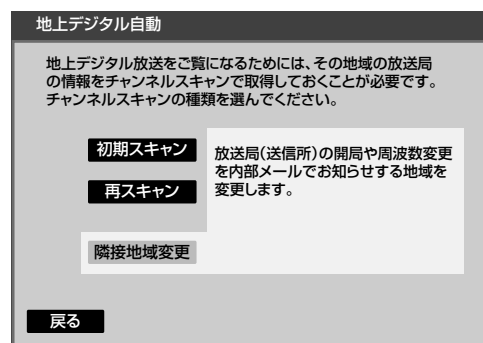 地上デジタル自動
地上デジタル放送をご覧になるためには、その地域の放送局
の情報をチャンネルスキャンで取得しておくことが必要です。
チャンネルスキャンの種類を選んでください。
初期スキャン
再スキャン
隣接地域変更
放送局(送信所)の開局や周波数変更
を内部メールでお知らせする地域を
変更します。
戻る